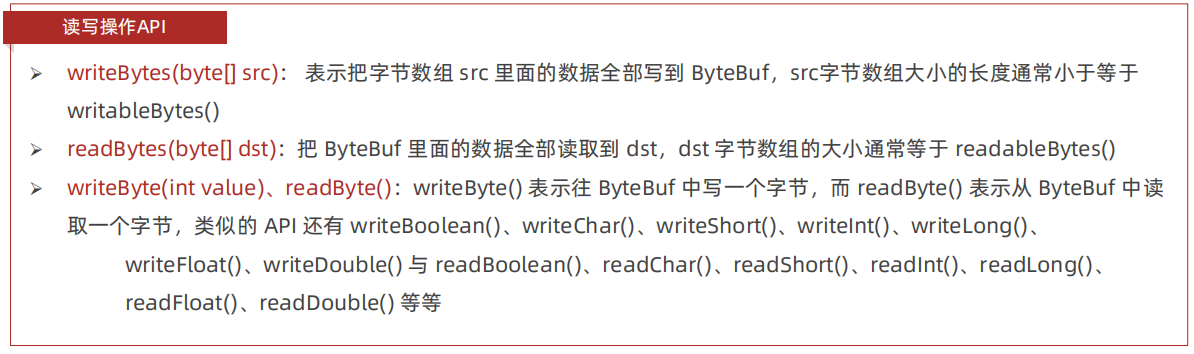 读写操作API
➢ writeBytes(byte[] src)： 表示把字节数组 src 里面的数据全部写到 ByteBuf，src字节数组大小的长度通常小于等于
writableBytes()
➢ readBytes(byte[] dst)：把 ByteBuf 里面的数据全部读取到 dst，dst 字节数组的大小通常等于 readableBytes()
➢ writeByte(int value)、readByte()：writeByte() 表示往 ByteBuf 中写一个字节，而 readByte() 表示从 ByteBuf 中读
取一个字节，类似的 API 还有 writeBoolean()、writeChar()、writeShort()、writeInt()、writeLong()、
writeFloat()、writeDouble() 与 readBoolean()、readChar()、readShort()、readInt()、readLong()、
readFloat()、readDouble() 等等